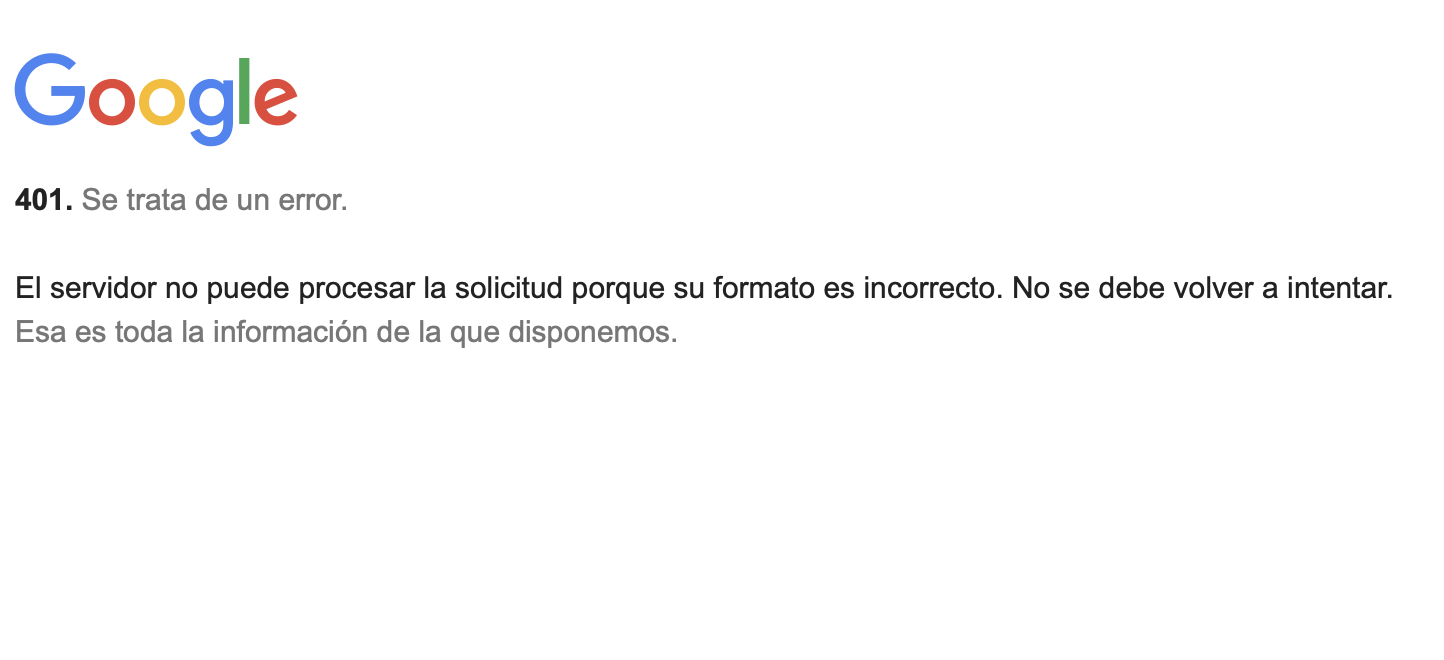 Google
401. Se trata de un error.
El servidor no puede procesar la solicitud porque su formato es incorrecto. No se debe volver a intentar.
Esa es toda la información de la que disponemos.